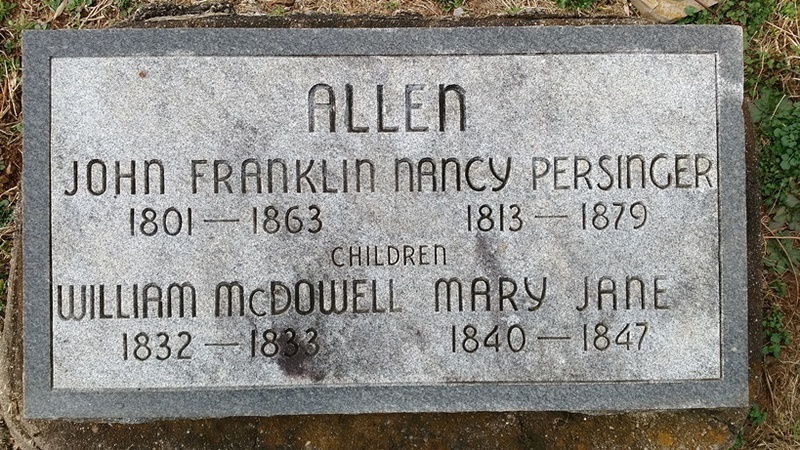 ALLEN
JOHN FRANKLIN NANCY PERSINGER
1801 — 1863 1813 — 1879
CHILDREN
WILLIAM McDOWELL MARY JANE
1832 — 1833 1840 — 1847